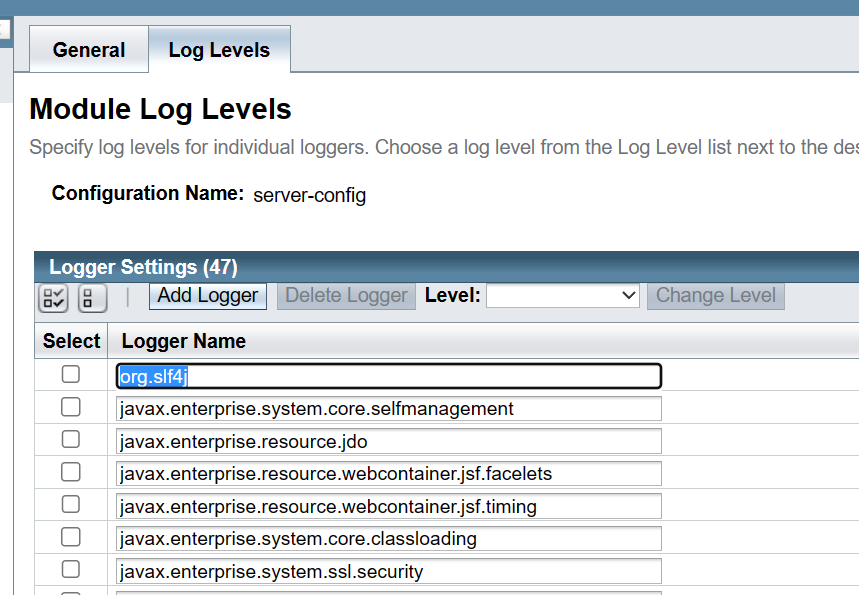 General Log Levels
Module Log Levels
Specify log levels for individual loggers. Choose a log level from the Log Level list next to the
Configuration Name: server-config
Logger Settings (47)
Add Logger Delete Logger Level: Change Level
Select Logger Name
org.slf4j
javax.enterprise.system.core.selfmanagement
javax.enterprise.resource.jdo
javax.enterprise.resource.webcontainer.jsf.facelets
javax.enterprise.resource.webcontainer.jsf.timing
javax.enterprise.system.core.classloading
javax.enterprise.system.ssl.security